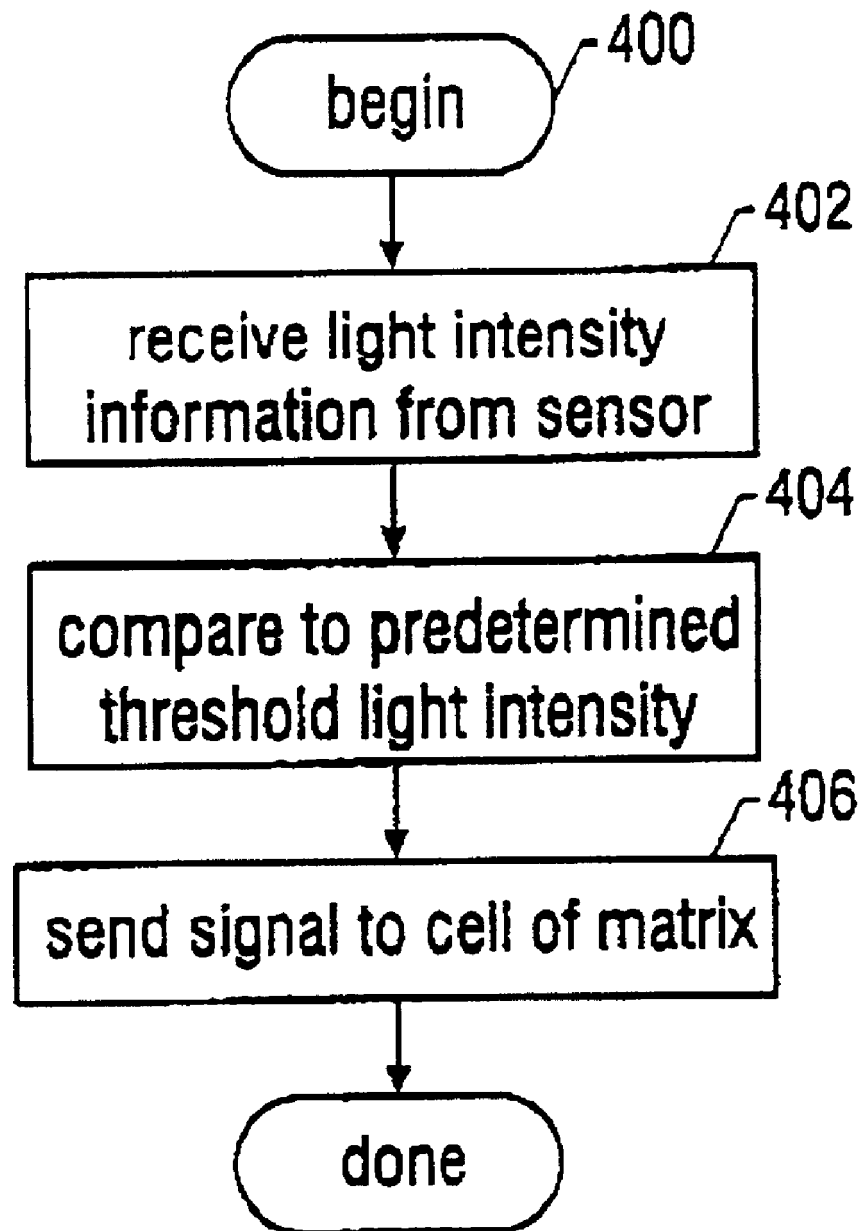 begin
400
402
receive light intensity
information from sensor
404
compare to predetermined
threshold light intensity
406
send signal to cell of matrix
done